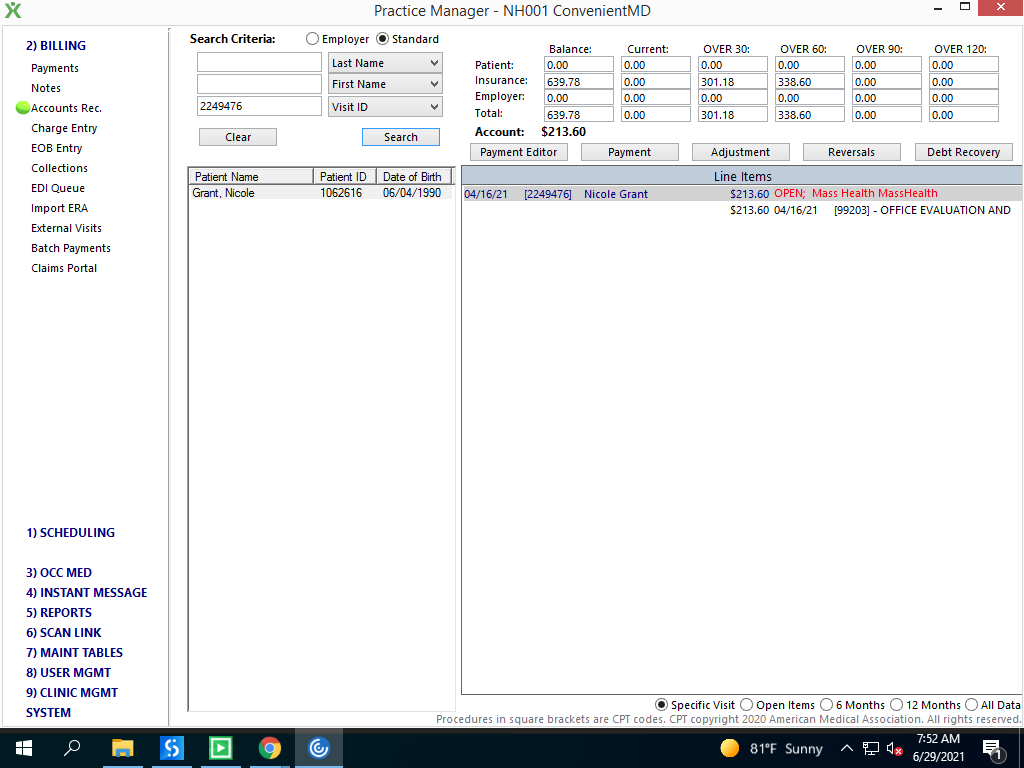 Practice Manager - NH001 ConvenientMD
2) BILLING
Payments
Notes
Accounts Rec.
Charge Entry
EOB Entry
Collections
EDI Queue
Import ERA
External Visits
Batch Payments
Claims Portal
1) SCHEDULING
3) OCC MED
4) INSTANT MESSAGE
5) REPORTS
6) SCAN LINK
7) MAINT TABLES
8) USER MGMT
9) CLINIC MGMT
SYSTEM
Search Criteria: Employer Standard
Last Name
First Name
2249476 Visit ID
Clear Search
Balance: Current: OVER 30: OVER 60: OVER 90: OVER 120:
Patient: 0.00 0.00 0.00 0.00 0.00 0.00
Insurance: 639.78 0.00 301.18 338.60 0.00 0.00
Employer: 0.00 0.00 0.00 0.00 0.00 0.00
Total: 639.78 0.00 301.18 338.60 0.00 0.00
Account: $213.60
Payment Editor Payment Adjustment Reversals Debt Recovery
Patient Name Patient ID Date of Birth
Grant, Nicole 1062616 06/04/1990
Line Items
04/16/21 [2249476] Nicole Grant $213.60 OPEN; Mass Health MassHealth
$213.60 04/16/21 [99203] - OFFICE EVALUATION AND
Specific Visit Open Items 6 Months 12 Months All Data
Procedures in square brackets are CPT codes. CPT copyright 2020 American Medical Association. All rights reserved.
81°F Sunny
7:52 AM
6/29/2021
1